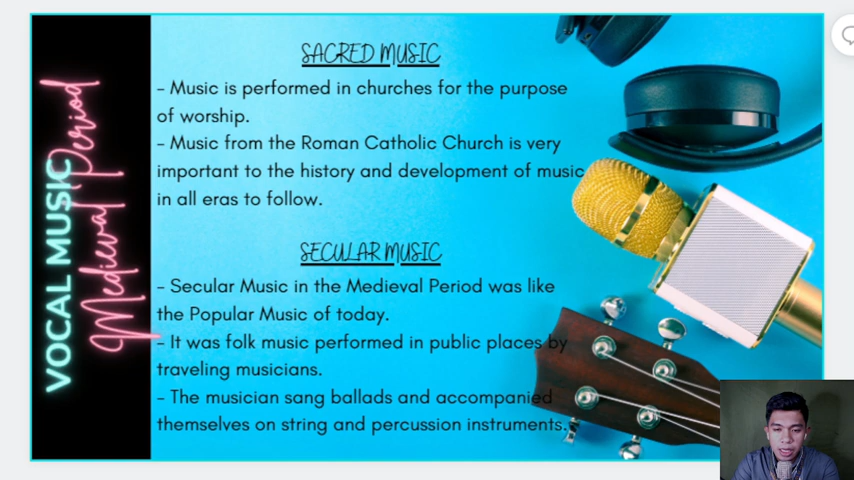 VOCAL MUSIC
Medieval Period
SACRED MUSIC
- Music is performed in churches for the purpose
of worship.
- Music from the Roman Catholic Church is very
important to the history and development of music
in all eras to follow.
SECULAR MUSIC
- Secular Music in the Medieval Period was like
the Popular Music of today.
- It was folk music performed in public places by
traveling musicians.
- The musician sang ballads and accompanied
themselves on string and percussion instruments.